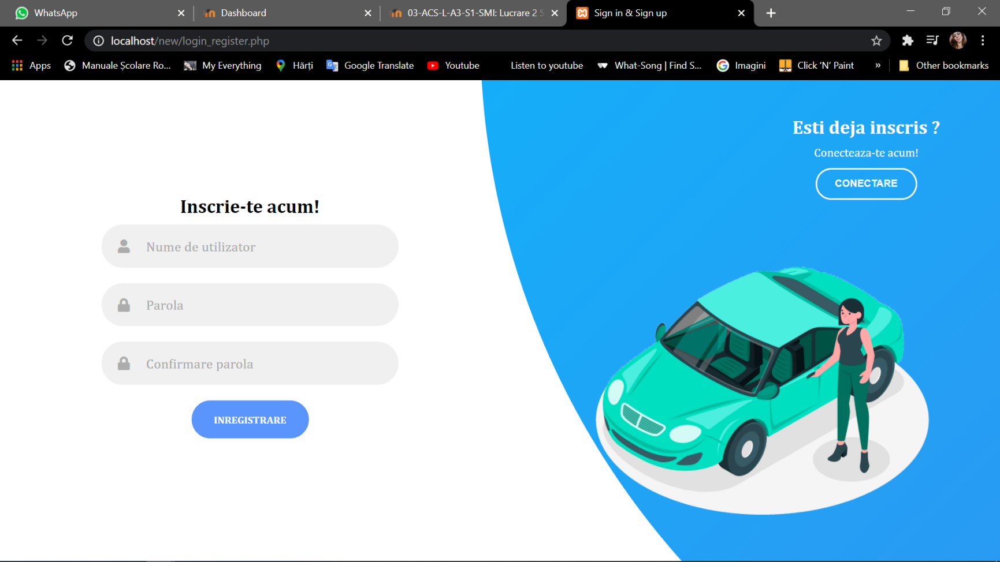 WhatsApp
Dashboard
03-ACS-L-A3-S1-SMI: Lucrare 2 S
Sign in & Sign up
localhost/new/login_register.php
Apps
Manuale Școlare Ro...
My Everything
Hărți
Google Translate
Youtube
Listen to youtube
What-Song | Find S...
Imagini
Click 'N' Paint
»
Other bookmarks
Esti deja inscris ?
Conecteaza-te acum!
CONECTARE
Inscrie-te acum!
Nume de utilizator
Parola
Confirmare parola
INREGISTRARE